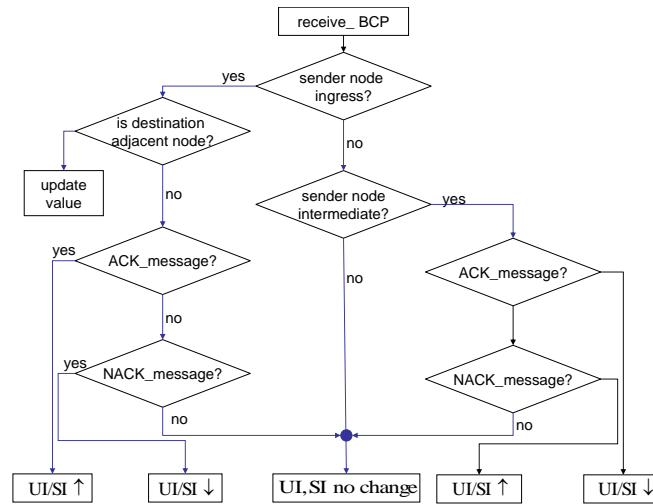 receive_ BCP
yes
sender node
ingress?
is destination
adjacent node?
no
update
value
no
sender node
intermediate?
yes
yes
ACK_message?
no
ACK_message?
no
yes
NACK_message?
NACK_message?
no
no
UI/SI ↑
UI/SI ↓
UI, SI no change
UI/SI ↑
UI/SI ↓